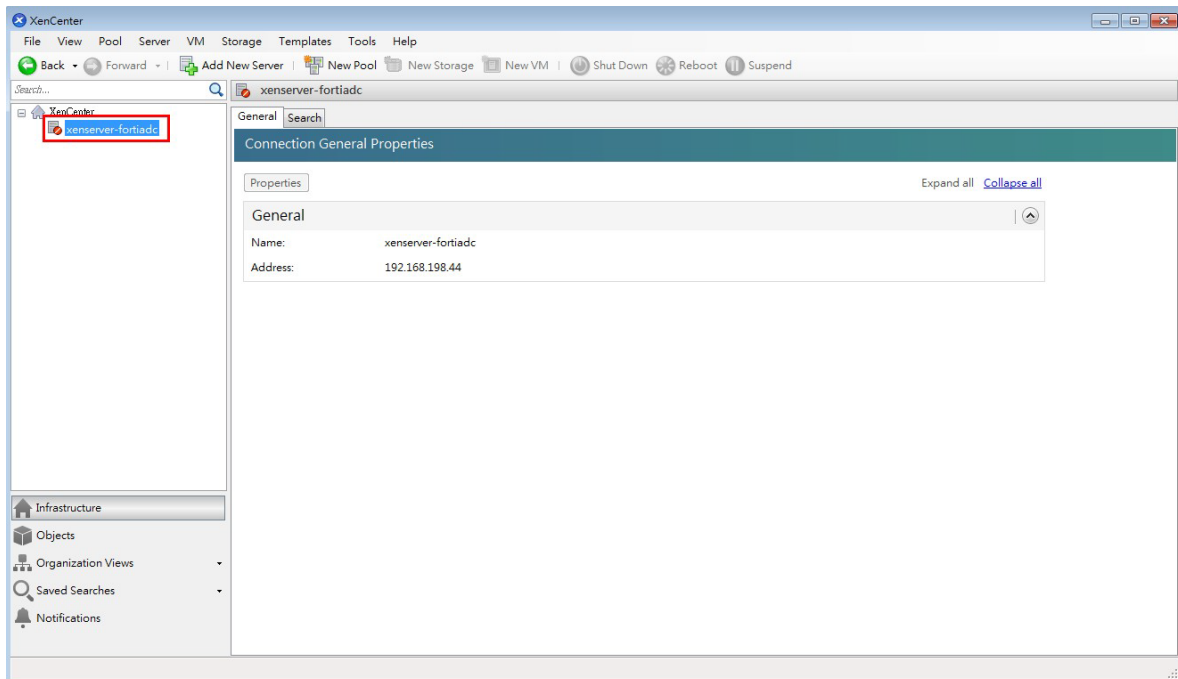 XenCenter
File View Pool Server VM Storage Templates Tools Help
Back Forward Add New Server New Pool New Storage New VM Shut Down Reboot Suspend
Search... xenserver-fortiadc
XenCenter
xenserver-fortiadc
General Search
Connection General Properties
Properties Expand all Collapse all
General
Name: xenserver-fortiadc
Address: 192.168.198.44
Infrastructure
Objects
Organization Views
Saved Searches
Notifications